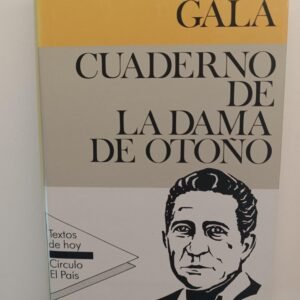 GALA
CUADERNO
DE
LA DAMA
DE OTOÑO
Textos
de hoy
Círculo
El País